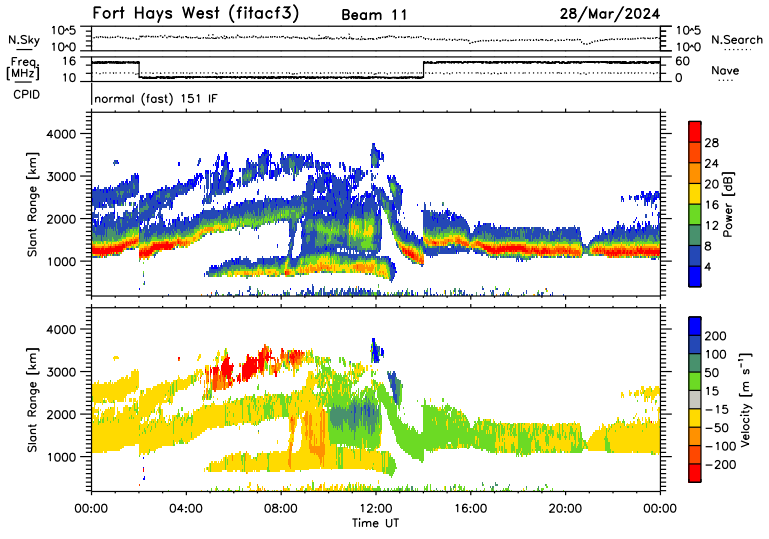 Fort Hays West (fitacf3) Beam 11 28/Mar/2024
N.Sky 10^5 10^0 10^5 10^0 N.Search
Freq. [MHz] 16 10 60 0 Nave
CPID normal (fast) 151 IF
Slant Range [km] 4000 3000 2000 1000
Power [dB] 28 24 20 16 12 8 4
Slant Range [km] 4000 3000 2000 1000
Velocity [m s⁻¹] 200 100 50 15 −15 −50 −100 −200
00:00 04:00 08:00 12:00 16:00 20:00 00:00
Time UT